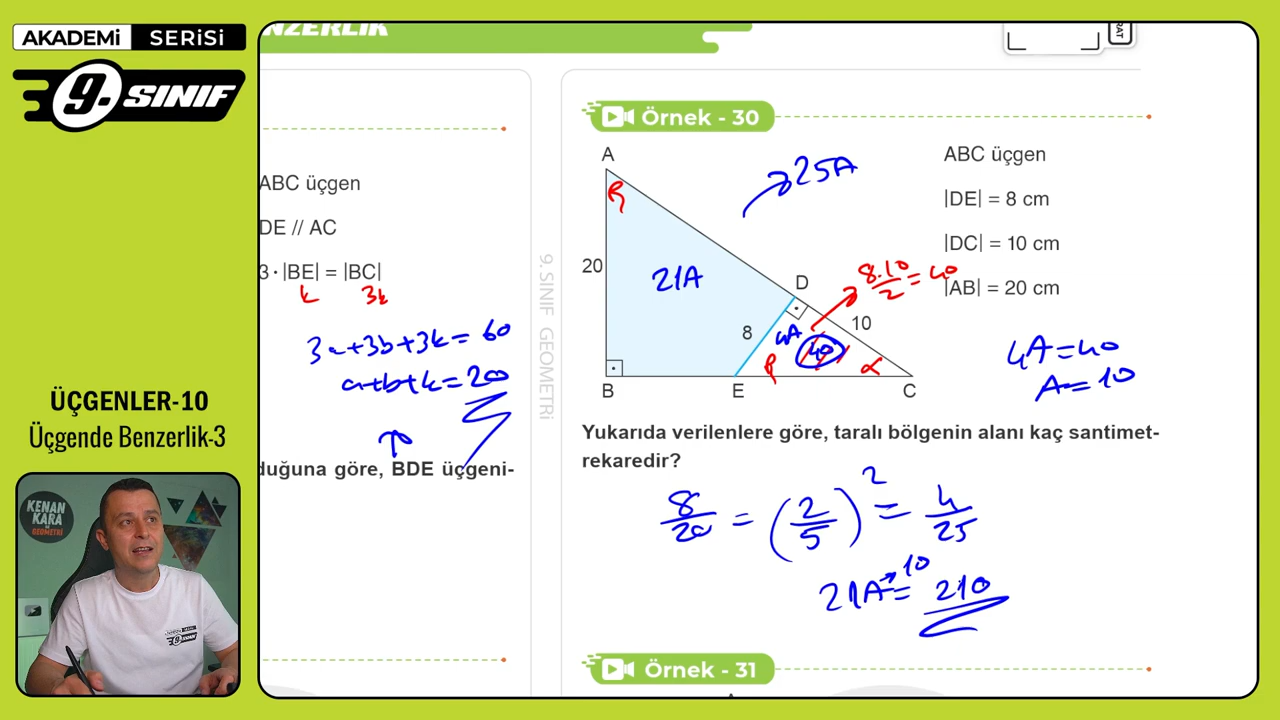 AKADEMİ SERİSİ
9. SINIF
ÜÇGENLER-10
Üçgende Benzerlik-3
KENAN
KARA
GEOMETRİ
9.SINIF
NZERLİK
ABC üçgen
DE // AC
3 · |BE| = |BC|
k 3k
3a+3b+3k=60
a+b+k=20
duğuna göre, BDE üçgeni-
9. SINIF GEOMETRİ
Örnek - 30
A
25A
ABC üçgen
|DE| = 8 cm
|DC| = 10 cm
|AB| = 20 cm
β
20
21A
D
8.10/2=40
8
10
4A
40
β
α
B
E
C
4A=40
A=10
Yukarıda verilenlere göre, taralı bölgenin alanı kaç santimet-
rekaredir?
8/20 = (2/5)² = 4/25
21A = 210
10
Örnek - 31